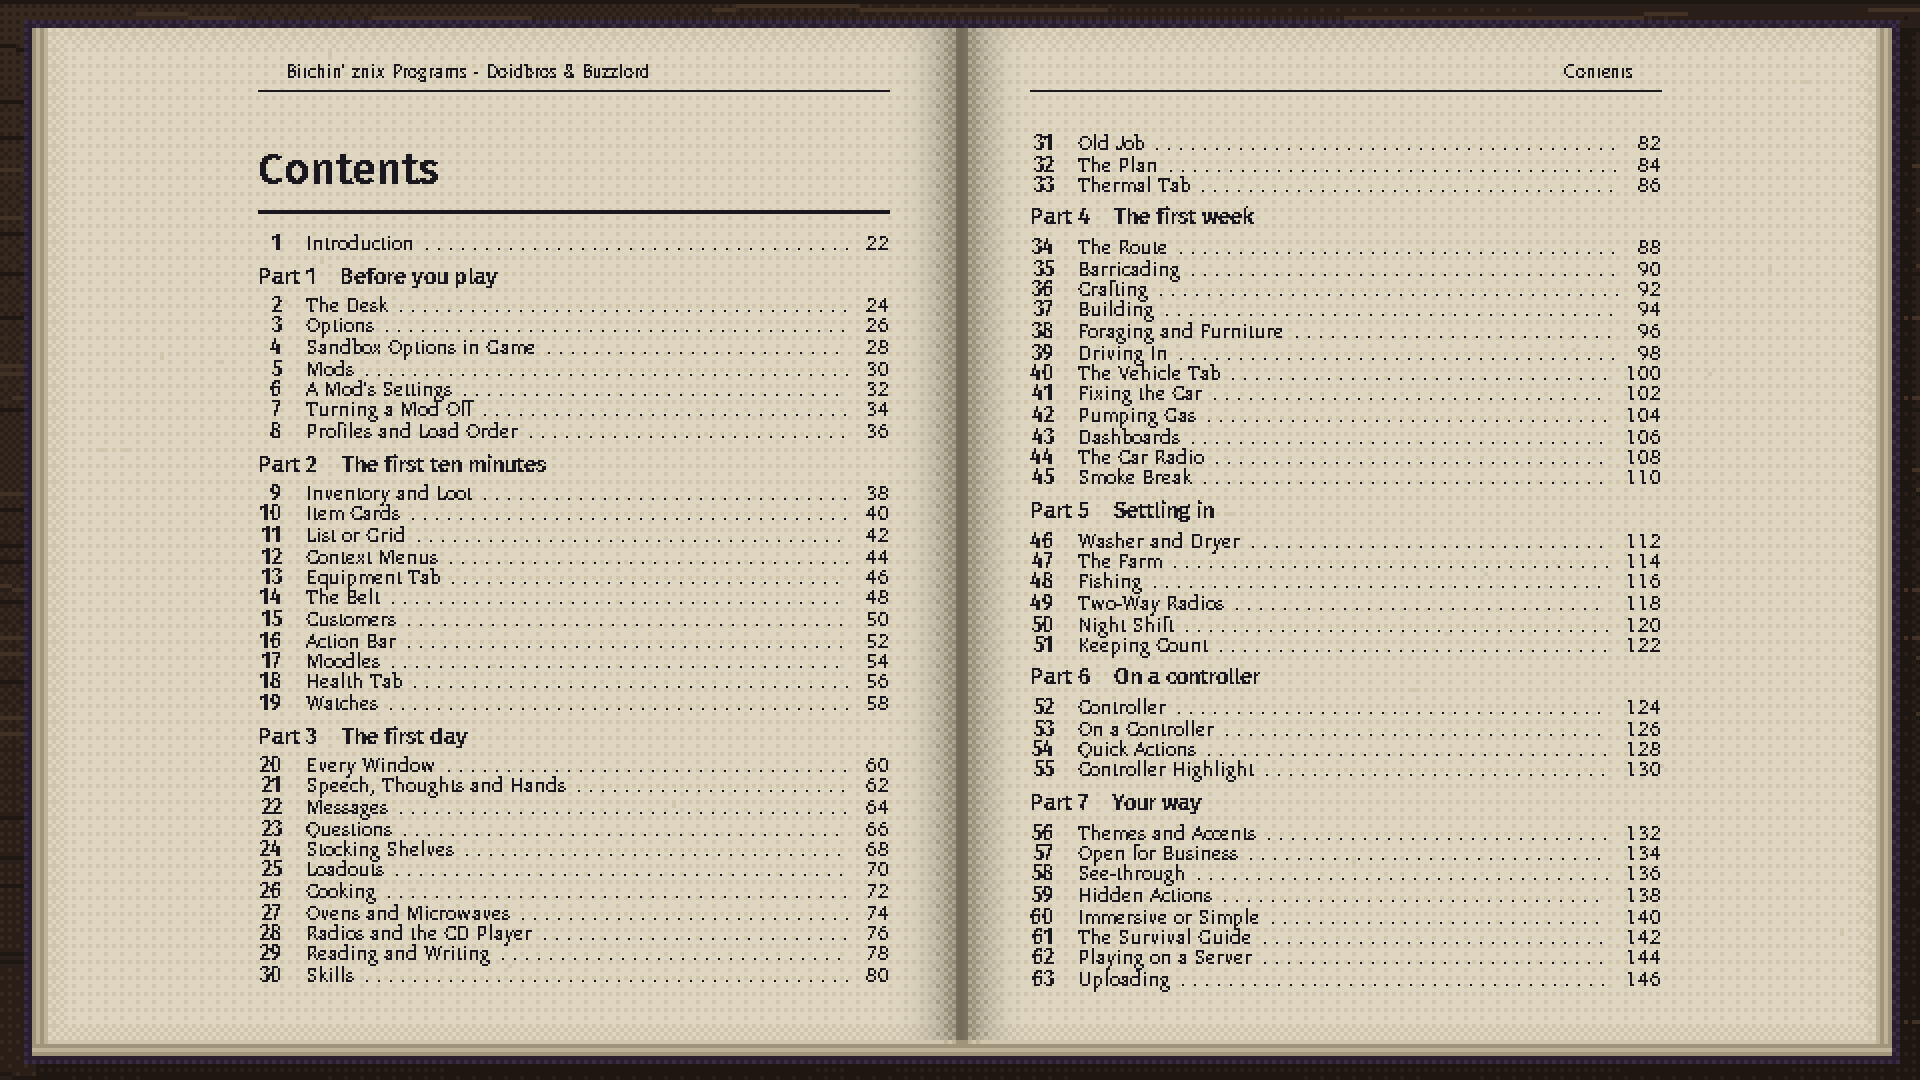 Birchin' znix Programs - Doidbros & Buzzlord
Contents
1 Introduction 22
Part 1 Before you play
2 The Desk 24
3 Options 26
4 Sandbox Options in Game 28
5 Mods 30
6 A Mod's Settings 32
7 Turning a Mod Off 34
8 Profiles and Load Order 36
Part 2 The first ten minutes
9 Inventory and Loot 38
10 Item Cards 40
11 List or Grid 42
12 Context Menus 44
13 Equipment Tab 46
14 The Belt 48
15 Customers 50
16 Action Bar 52
17 Moodles 54
18 Health Tab 56
19 Watches 58
Part 3 The first day
20 Every Window 60
21 Speech, Thoughts and Hands 62
22 Messages 64
23 Questions 66
24 Stocking Shelves 68
25 Loadouts 70
26 Cooking 72
27 Ovens and Microwaves 74
28 Radios and the CD Player 76
29 Reading and Writing 78
30 Skills 80
Contents
31 Old Job 82
32 The Plan 84
33 Thermal Tab 86
Part 4 The first week
34 The Route 88
35 Barricading 90
36 Crafting 92
37 Building 94
38 Foraging and Furniture 96
39 Driving In 98
40 The Vehicle Tab 100
41 Fixing the Car 102
42 Pumping Gas 104
43 Dashboards 106
44 The Car Radio 108
45 Smoke Break 110
Part 5 Settling in
46 Washer and Dryer 112
47 The Farm 114
48 Fishing 116
49 Two-Way Radios 118
50 Night Shift 120
51 Keeping Count 122
Part 6 On a controller
52 Controller 124
53 On a Controller 126
54 Quick Actions 128
55 Controller Highlight 130
Part 7 Your way
56 Themes and Accents 132
57 Open for Business 134
58 See-through 136
59 Hidden Actions 138
60 Immersive or Simple 140
61 The Survival Guide 142
62 Playing on a Server 144
63 Uploading 146